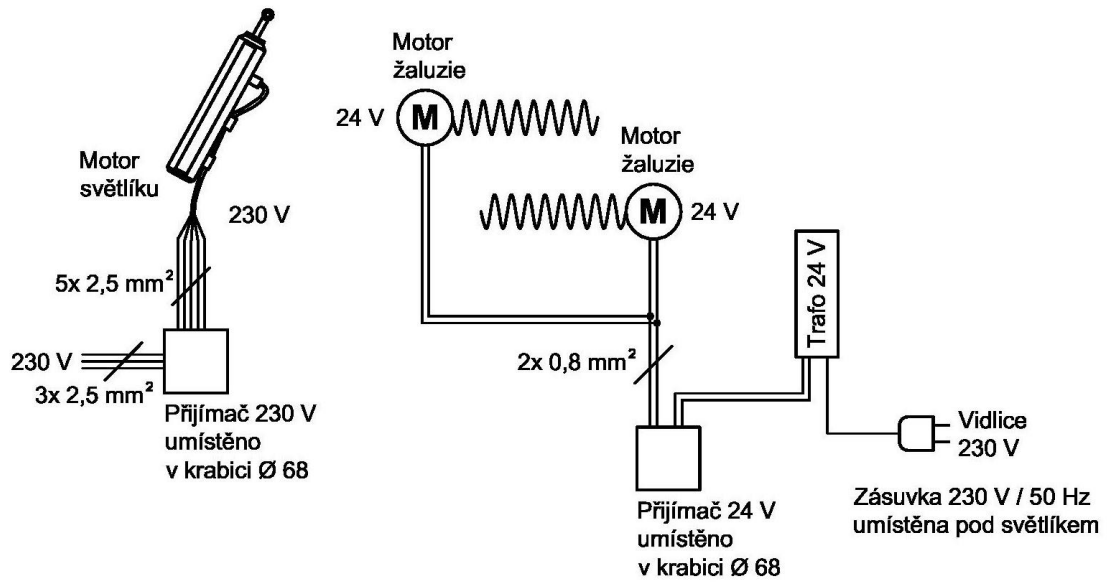 Motor
světlíku
230 V
5x 2,5 mm²
230 V
3x 2,5 mm²
Přijímač 230 V
umístěno
v krabici Ø 68
Motor
žaluzie
24 V
M
Motor
žaluzie
M
24 V
2x 0,8 mm²
Trafo 24 V
Vidlice
230 V
Přijímač 24 V
umístěno
v krabici Ø 68
Zásuvka 230 V / 50 Hz
umístěna pod světlíkem